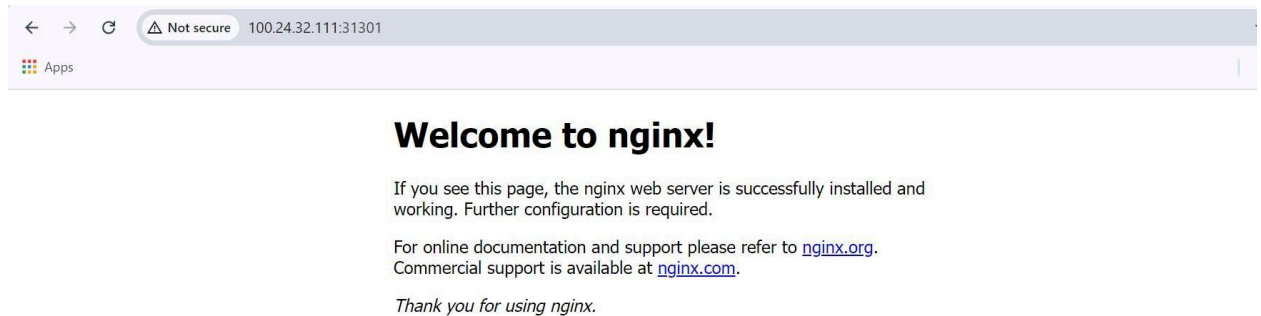 Not secure 100.24.32.111:31301
Apps
Welcome to nginx!
If you see this page, the nginx web server is successfully installed and
working. Further configuration is required.
For online documentation and support please refer to nginx.org.
Commercial support is available at nginx.com.
Thank you for using nginx.